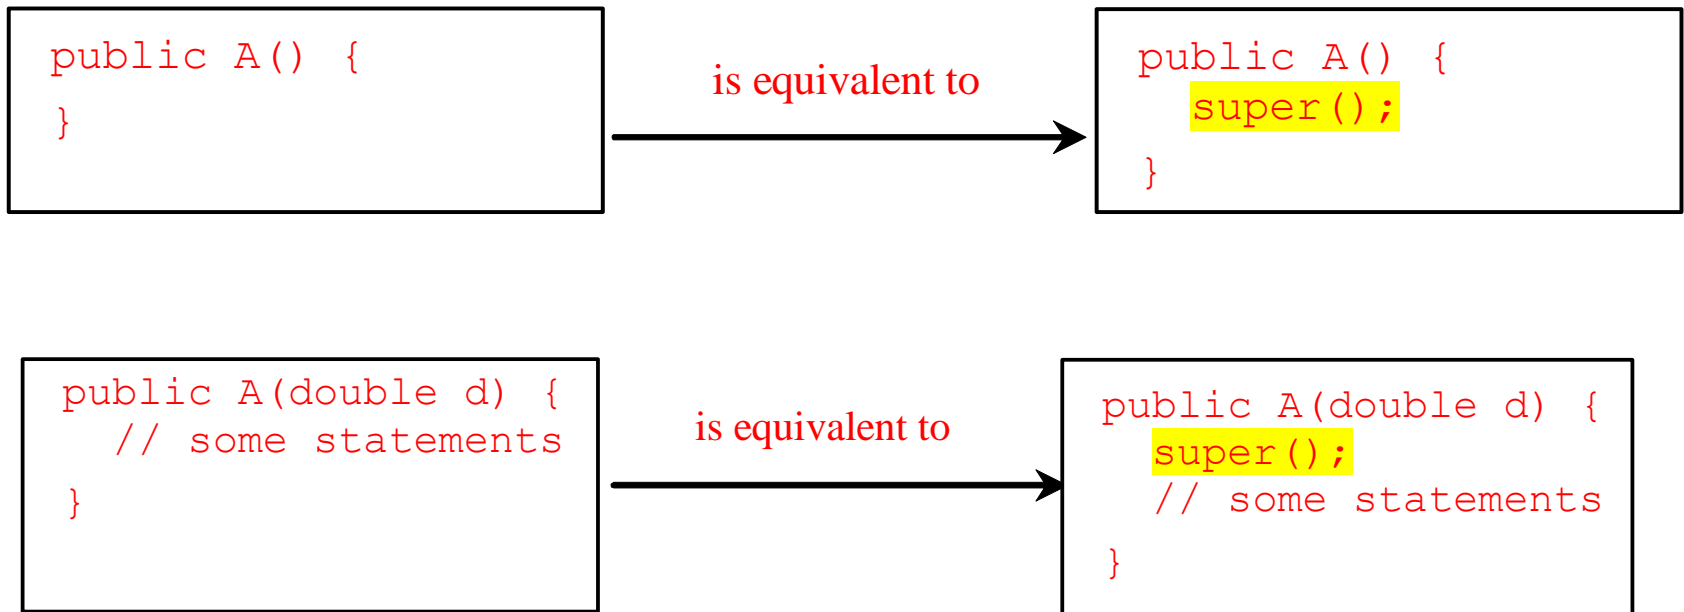 public A() {
}
is equivalent to
public A() {
super();
}
public A(double d) {
// some statements
}
is equivalent to
public A(double d) {
super();
// some statements
}